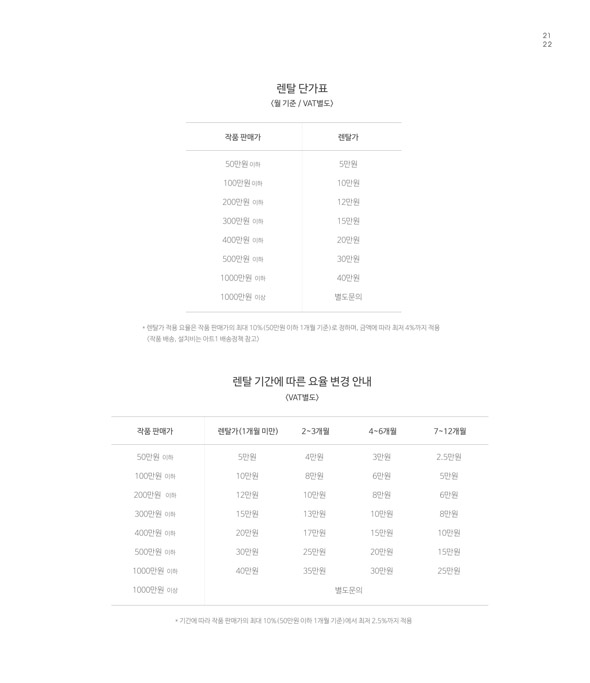 21
22
렌탈 단가표
〈월 기준 / VAT별도〉
작품 판매가 렌탈가
50만원 이하 5만원
100만원 이하 10만원
200만원 이하 12만원
300만원 이하 15만원
400만원 이하 20만원
500만원 이하 30만원
1000만원 이하 40만원
1000만원 이상 별도문의
* 렌탈가 적용 요율은 작품 판매가의 최대 10%(50만원 이하 1개월 기준)로 정하며, 금액에 따라 최저 4%까지 적용
〈작품 배송, 설치비는 아트1 배송정책 참고〉
렌탈 기간에 따른 요율 변경 안내
〈VAT별도〉
작품 판매가 렌탈가(1개월 미만) 2~3개월 4~6개월 7~12개월
50만원 이하 5만원 4만원 3만원 2.5만원
100만원 이하 10만원 8만원 6만원 5만원
200만원 이하 12만원 10만원 8만원 6만원
300만원 이하 15만원 13만원 10만원 8만원
400만원 이하 20만원 17만원 15만원 10만원
500만원 이하 30만원 25만원 20만원 15만원
1000만원 이하 40만원 35만원 30만원 25만원
1000만원 이상 별도문의
* 기간에 따라 작품 판매가의 최대 10%(50만원 이하 1개월 기준)에서 최저 2.5%까지 적용